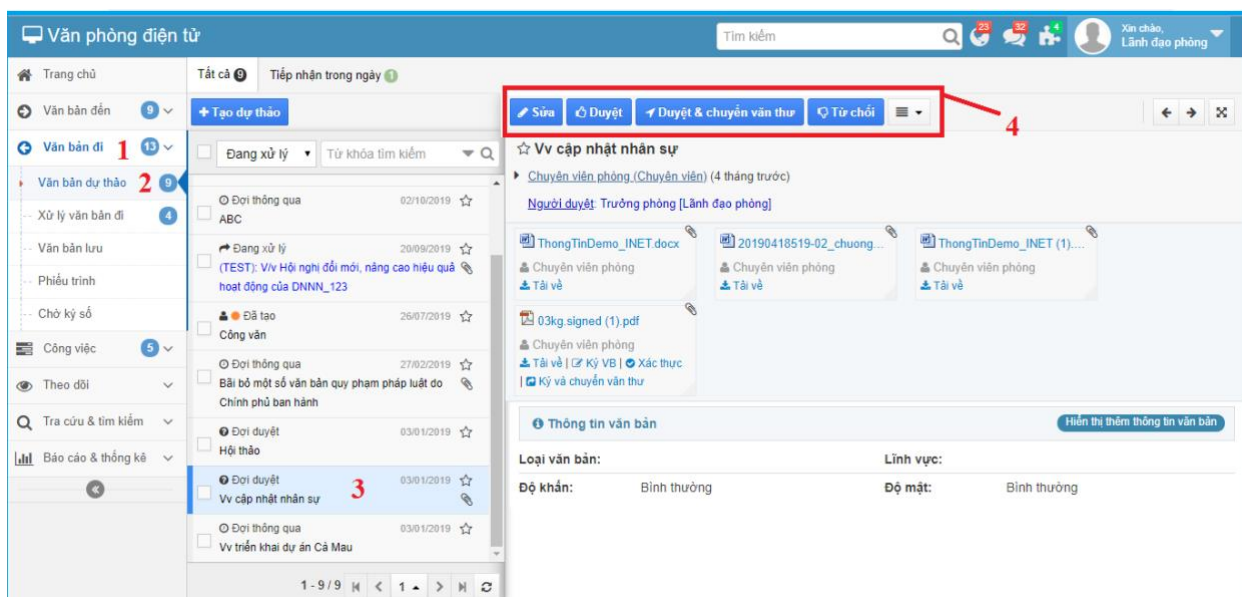 Văn phòng điện tử
Tìm kiếm
23
32
4
Xin chào,
Lãnh đạo phòng
Trang chủ
Văn bản đến 9
Văn bản đi 1 13
Văn bản dự thảo 2 9
Xử lý văn bản đi 4
Văn bản lưu
Phiếu trình
Chờ ký số
Công việc 5
Theo dõi
Tra cứu & tìm kiếm
Báo cáo & thống kê
Tất cả 9 Tiếp nhận trong ngày 1
+ Tạo dự thảo
Đang xử lý Từ khóa tìm kiếm
Đợi thông qua 02/10/2019
ABC
Đang xử lý 20/09/2019
(TEST): V/v Hội nghị đổi mới, nâng cao hiệu quả
hoạt động của DNNN_123
Đã tạo 26/07/2019
Công văn
Đợi thông qua 27/02/2019
Bãi bỏ một số văn bản quy phạm pháp luật do
Chính phủ ban hành
Đợi duyệt 03/01/2019
Hội thảo
Đợi duyệt 03/01/2019
Vv cập nhật nhân sự 3
Đợi thông qua 03/01/2019
Vv triển khai dự án Cà Mau
1 - 9 / 9 1
Sửa Duyệt Duyệt & chuyển văn thư Từ chối
4
Vv cập nhật nhân sự
Chuyên viên phòng (Chuyên viên) (4 tháng trước)
Người duyệt: Trưởng phòng [Lãnh đạo phòng]
ThongTinDemo_INET.docx
Chuyên viên phòng
Tải về
20190418519-02_chuong...
Chuyên viên phòng
Tải về
ThongTinDemo_INET (1)....
Chuyên viên phòng
Tải về
03kg.signed (1).pdf
Chuyên viên phòng
Tải về | Ký VB | Xác thực
| Ký và chuyển văn thư
Thông tin văn bản Hiển thị thêm thông tin văn bản
Loại văn bản: Lĩnh vực:
Độ khẩn: Bình thường Độ mật: Bình thường